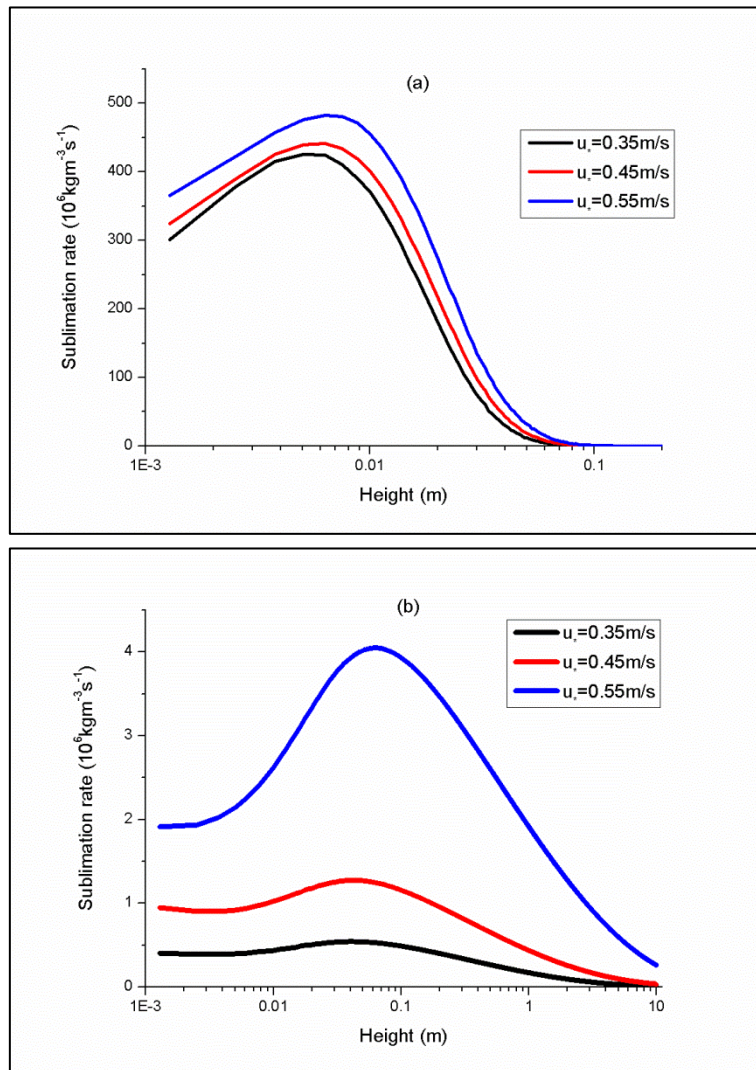 (a)
500
400
300
200
100
0
Sublimation rate (10⁶kgm⁻³s⁻¹)
u*=0.35m/s
u*=0.45m/s
u*=0.55m/s
1E-3 0.01 0.1
Height (m)
(b)
4
3
2
1
0
Sublimation rate (10⁶kgm⁻³s⁻¹)
u*=0.35m/s
u*=0.45m/s
u*=0.55m/s
1E-3 0.01 0.1 1 10
Height (m)